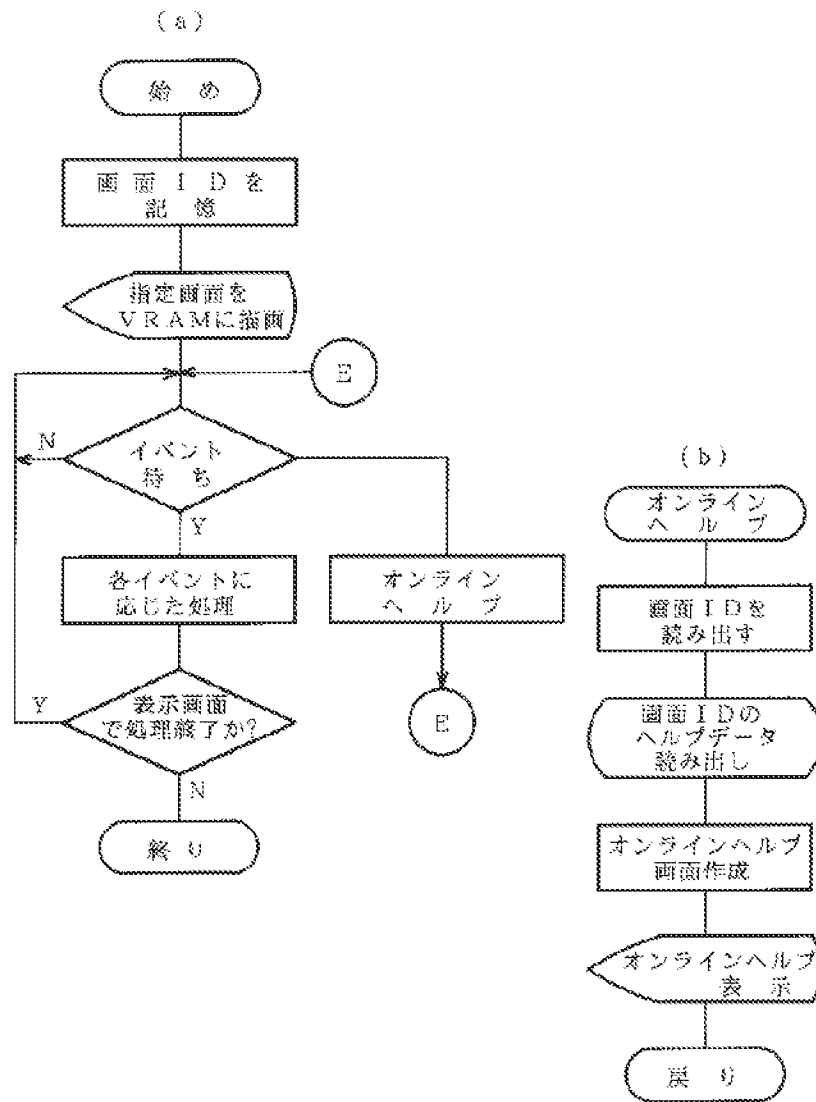 (a)
始 め
画 面 I D を
記 憶
指定画面を
VRAMに描画
E
N
イベント
待 ち
Y
各イベントに
応じた処理
オンライン
ヘ ル プ
Y
表示画面
で処理終了か?
E
N
終 り
(b)
オンライン
ヘ ル プ
画面IDを
読み出す
画面IDの
ヘルプデータ
読み出し
オンラインヘルプ
画面作成
オンラインヘルプ
表 示
戻 り